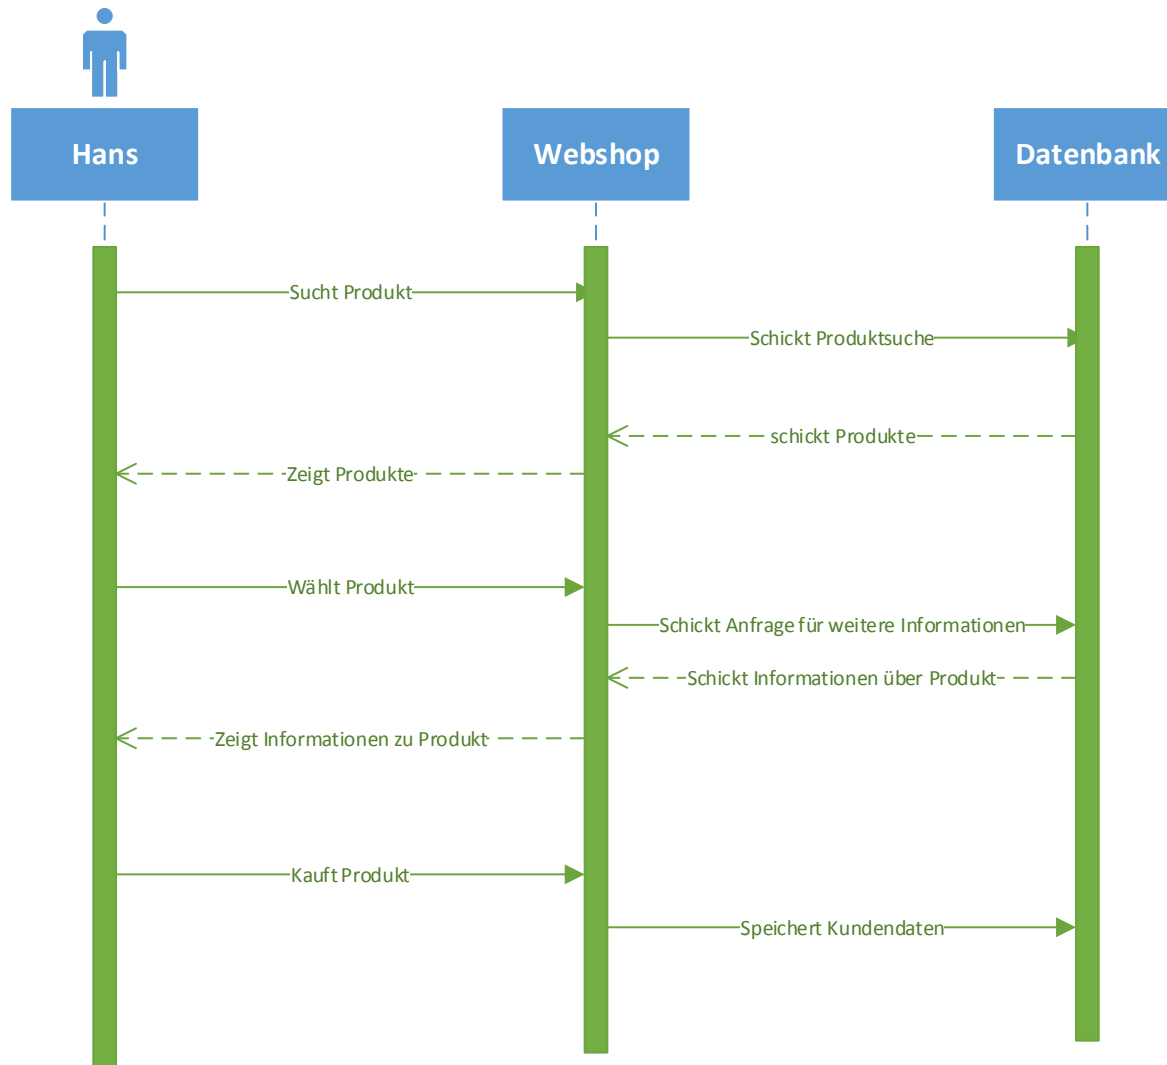 Hans
Webshop
Datenbank
Sucht Produkt
Schickt Produktsuche
schickt Produkte
Zeigt Produkte
Wählt Produkt
Schickt Anfrage für weitere Informationen
Schickt Informationen über Produkt
Zeigt Informationen zu Produkt
Kauft Produkt
Speichert Kundendaten